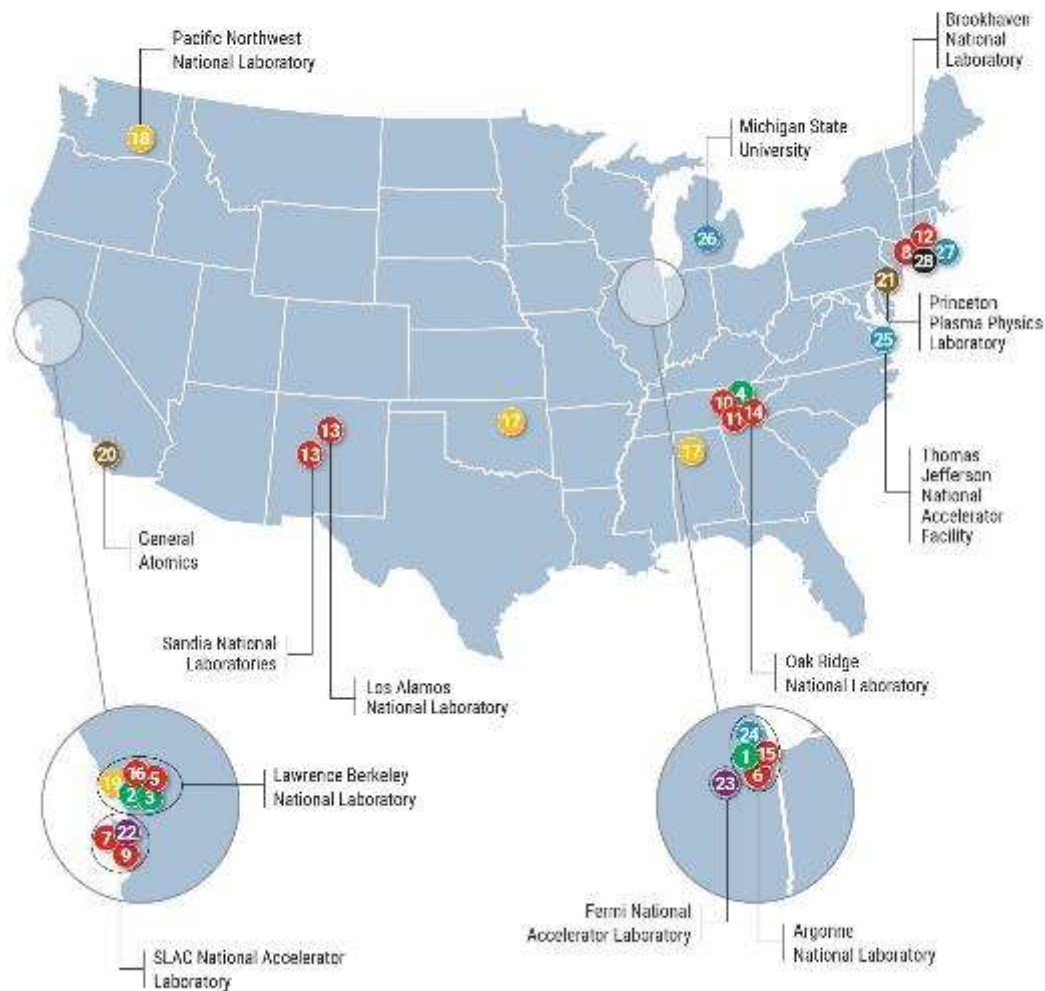 Pacific Northwest
National Laboratory
18
Brookhaven
National
Laboratory
Michigan State
University
26
12
8
28
27
21
Princeton
Plasma Physics
Laboratory
25
Thomas
Jefferson
National
Accelerator
Facility
4
10
11
14
17
17
13
13
20
General
Atomics
Sandia National
Laboratories
Los Alamos
National Laboratory
Oak Ridge
National Laboratory
19
16
5
2
3
Lawrence Berkeley
National Laboratory
7
22
9
SLAC National Accelerator
Laboratory
24
1
15
6
23
Fermi National
Accelerator Laboratory
Argonne
National Laboratory